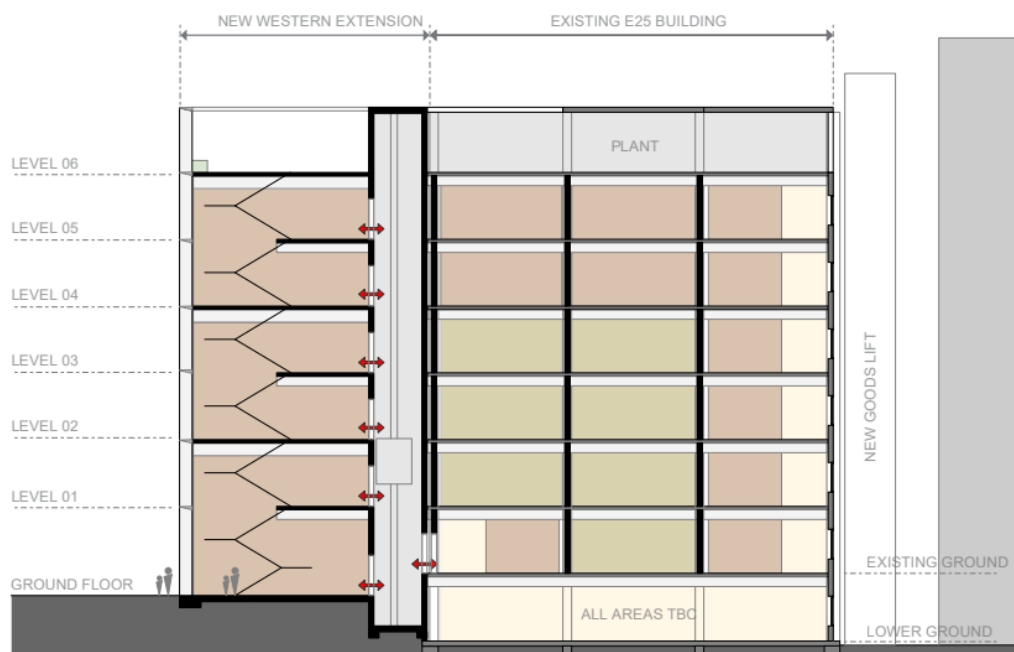 NEW WESTERN EXTENSION
EXISTING E25 BUILDING
PLANT
LEVEL 06
LEVEL 05
LEVEL 04
LEVEL 03
LEVEL 02
LEVEL 01
NEW GOODS LIFT
EXISTING GROUND
GROUND FLOOR
ALL AREAS TBC
LOWER GROUND